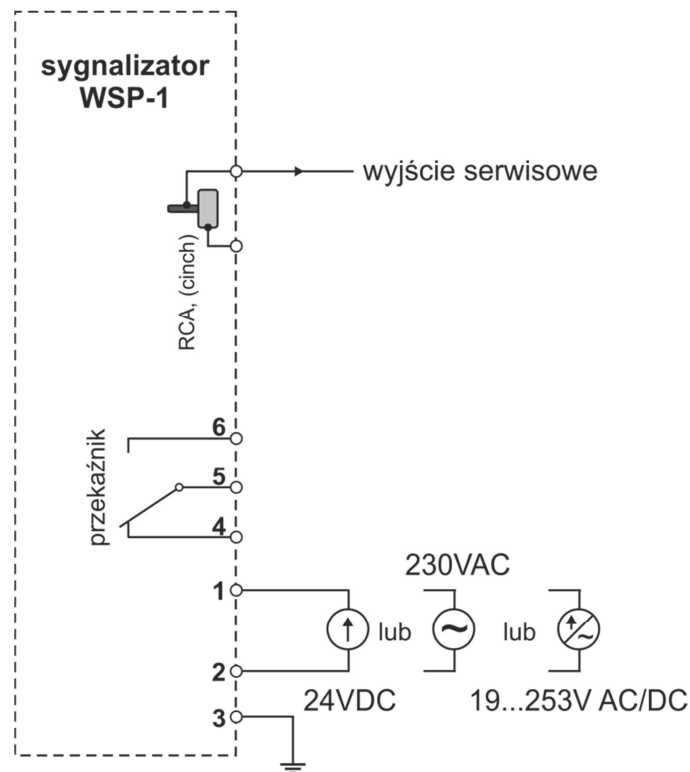 sygnalizator
WSP-1
wyjście serwisowe
RCA, (cinch)
przekaźnik
6
5
4
1
2
3
230VAC
lub
lub
24VDC
19...253V AC/DC